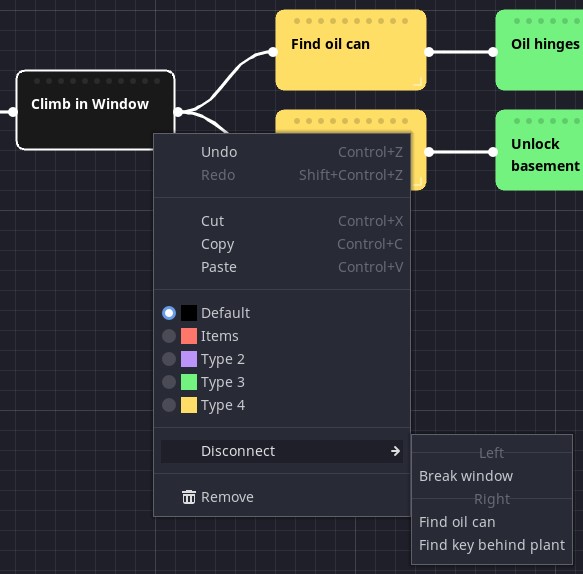 Find oil can
Oil hinges
Climb in Window
Unlock
basement
Undo Control+Z
Redo Shift+Control+Z
Cut Control+X
Copy Control+C
Paste Control+V
Default
Items
Type 2
Type 3
Type 4
Disconnect
Left
Break window
Right
Find oil can
Find key behind plant
Remove